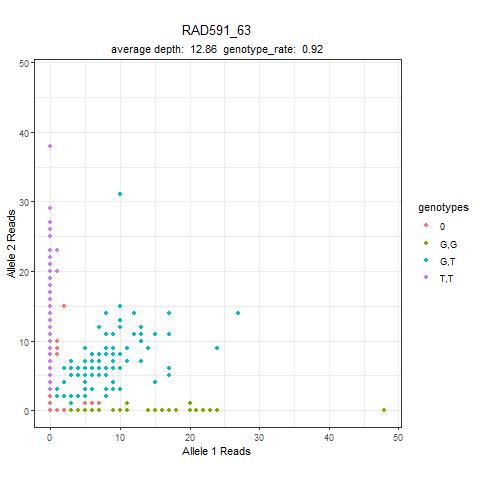 RAD591_63
average depth: 12.86 genotype_rate: 0.92
50
40
30
20
10
0
Allele 2 Reads
0 10 20 30 40 50
Allele 1 Reads
genotypes
0
G,G
G,T
T,T